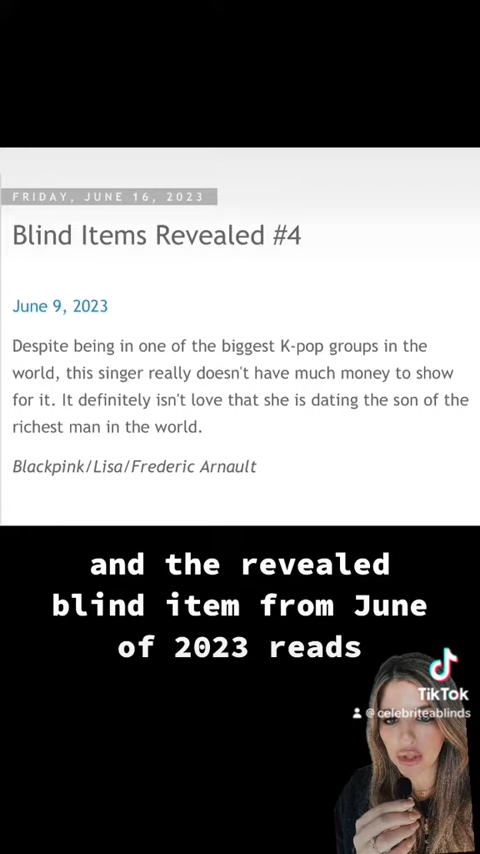 FRIDAY, JUNE 16, 2023
Blind Items Revealed #4
June 9, 2023
Despite being in one of the biggest K-pop groups in the
world, this singer really doesn't have much money to show
for it. It definitely isn't love that she is dating the son of the
richest man in the world.
Blackpink/Lisa/Frederic Arnault
and the revealed
blind item from June
of 2023 reads
TikTok
@celebriteablinds